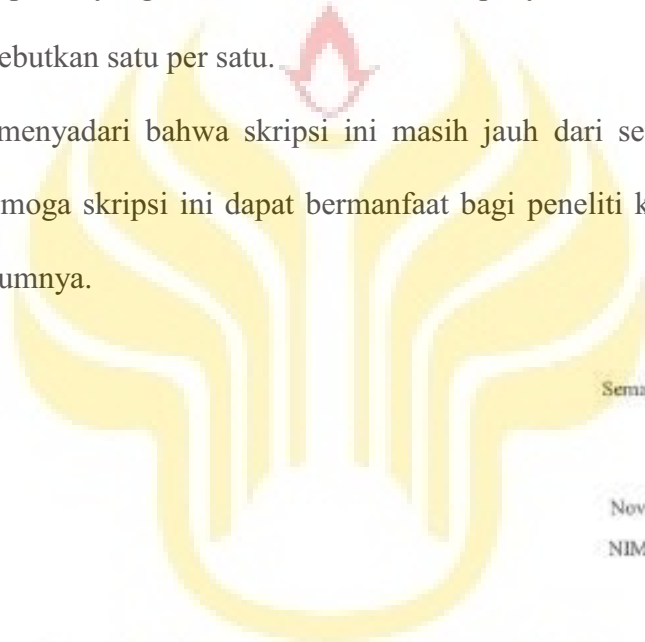 ebutkan satu per satu.
menyadari bahwa skripsi ini masih jauh dari se
moga skripsi ini dapat bermanfaat bagi peneliti k
umnya.
Sema
Nov
NIM